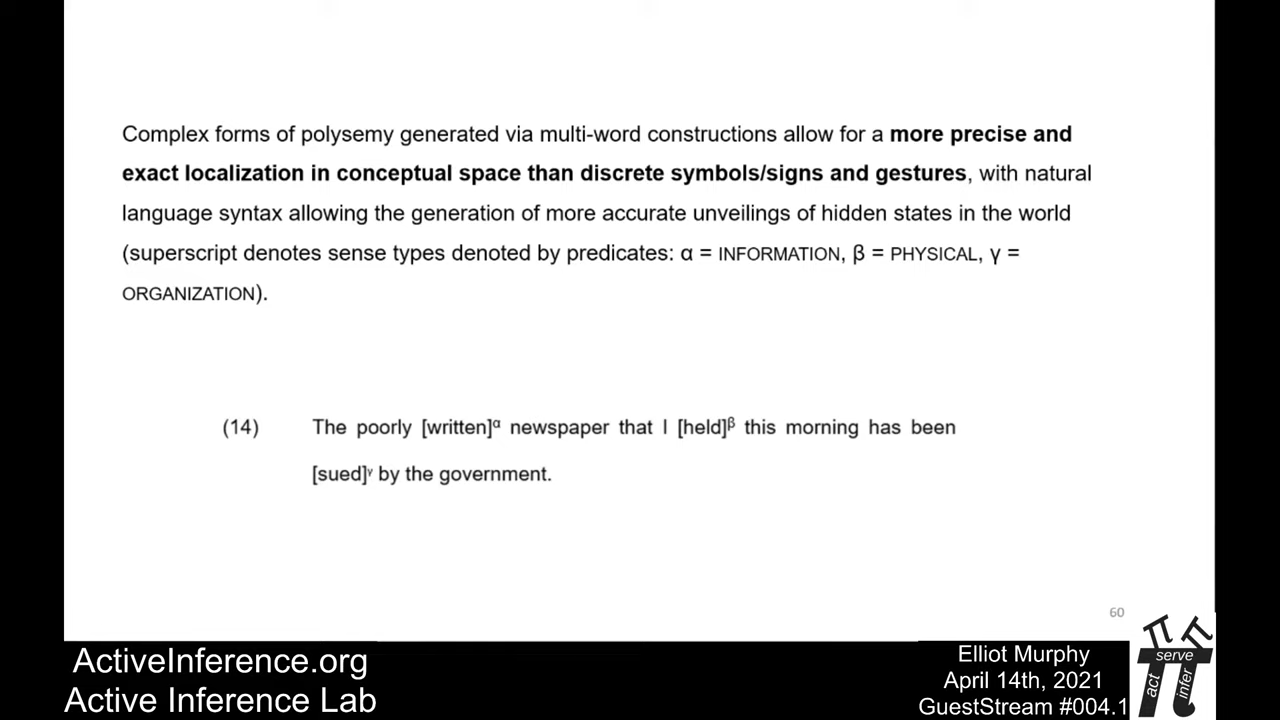 Complex forms of polysemy generated via multi-word constructions allow for a more precise and
exact localization in conceptual space than discrete symbols/signs and gestures, with natural
language syntax allowing the generation of more accurate unveilings of hidden states in the world
(superscript denotes sense types denoted by predicates: α = INFORMATION, β = PHYSICAL, γ =
ORGANIZATION).
(14) The poorly [written]ᵅ newspaper that I [held]ᵝ this morning has been
[sued]ᵞ by the government.
60
ActiveInference.org
Active Inference Lab
Elliot Murphy
April 14th, 2021
GuestStream #004.1
serve
act
infer